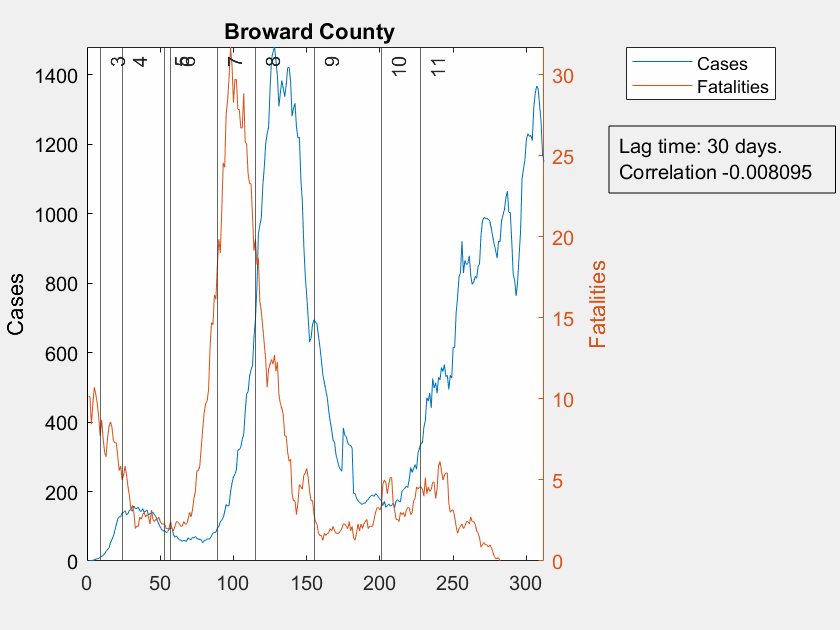 Broward County
3 4 5 6 7 8 9 10 11
1400
1200
1000
800
600
400
200
0
Cases
0 50 100 150 200 250 300
30
25
20
15
10
5
0
Fatalities
Cases
Fatalities
Lag time: 30 days.
Correlation -0.008095